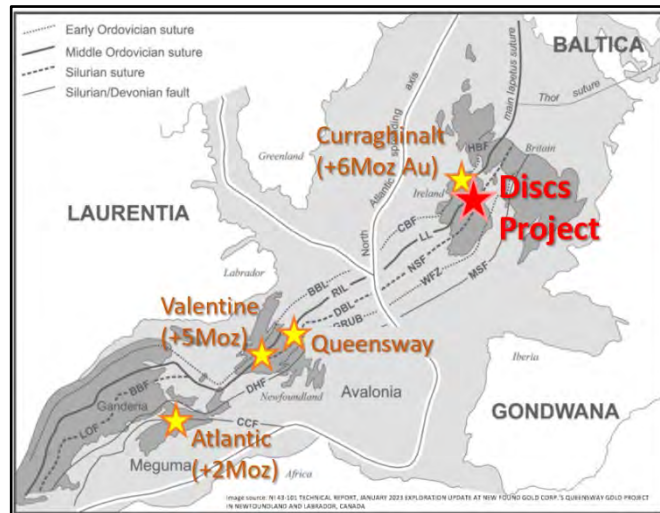 Early Ordovician suture
Middle Ordovician suture
Silurian suture
Silurian/Devonian fault
BALTICA
main Iapetus suture
Thor suture
axis
spreading
Atlantic
North
Greenland
Curraghinalt
(+6Moz Au)
HBF
Britain
Ireland
Discs
Project
LAURENTIA
CBF
LL
NSF
WFZ
MSF
Labrador
BBL
RIL
DBL
GRUB
Valentine
(+5Moz)
Queensway
Iberia
DHF
Newfoundland
Avalonia
GONDWANA
Ganderia
BBF
LOF
CCF
Atlantic
(+2Moz)
Meguma
Africa
Image source: NI 43-101 TECHNICAL REPORT, JANUARY 2023 EXPLORATION UPDATE AT NEW FOUND GOLD CORP.'S QUEENSWAY GOLD PROJECT
IN NEWFOUNDLAND AND LABRADOR, CANADA